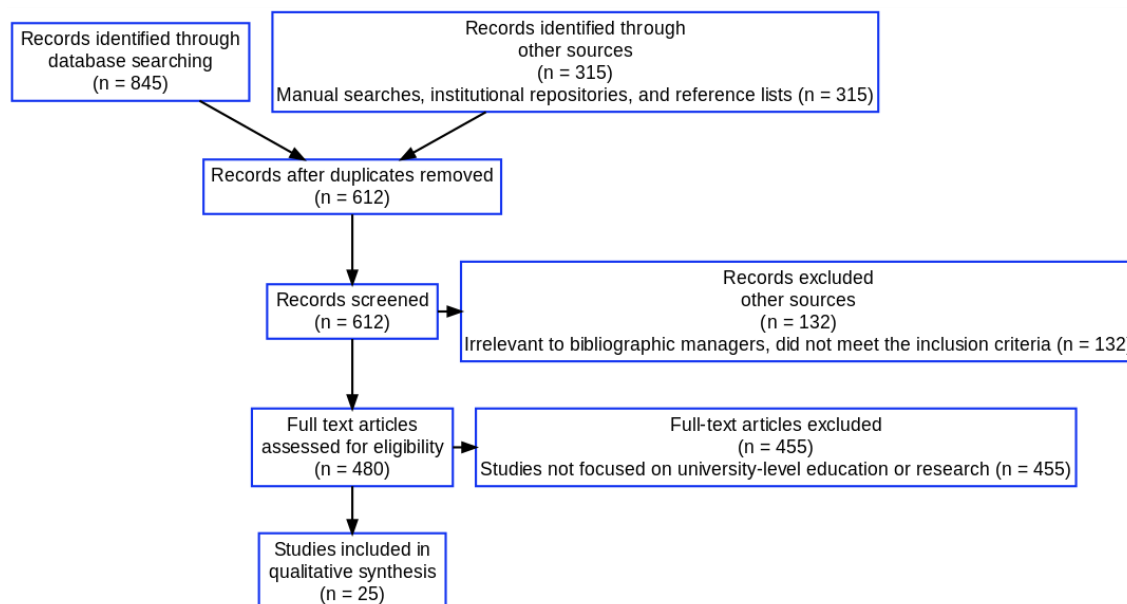 Records identified through
database searching
(n = 845)
Records identified through
other sources
(n = 315)
Manual searches, institutional repositories, and reference lists (n = 315)
Records after duplicates removed
(n = 612)
Records screened
(n = 612)
Records excluded
other sources
(n = 132)
Irrelevant to bibliographic managers, did not meet the inclusion criteria (n = 132)
Full text articles
assessed for eligibility
(n = 480)
Full-text articles excluded
(n = 455)
Studies not focused on university-level education or research (n = 455)
Studies included in
qualitative synthesis
(n = 25)